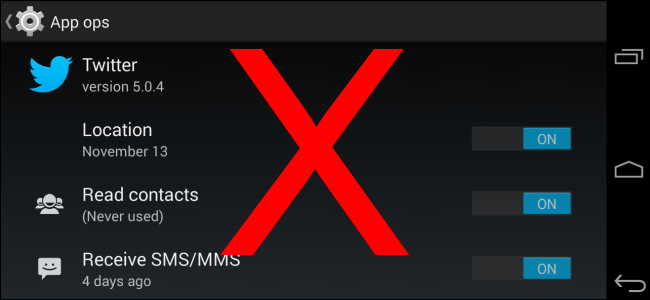 App ops
Twitter
version 5.0.4
Location
November 13
ON
Read contacts
(Never used)
ON
Receive SMS/MMS
4 days ago
ON
X